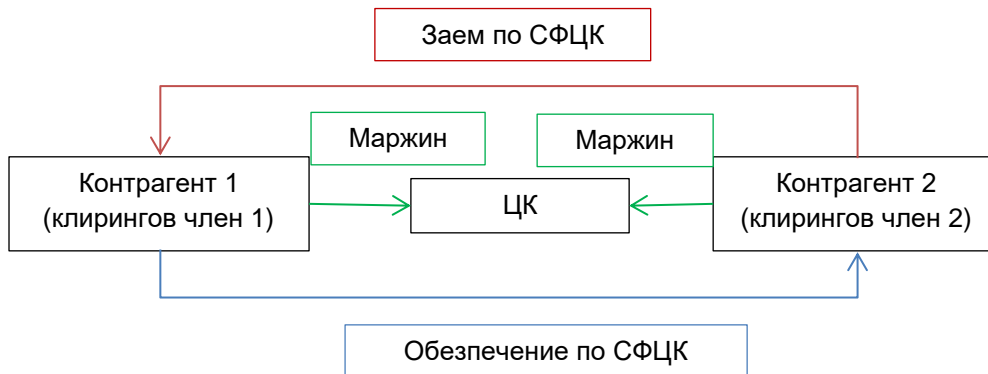 Заем по СФЦК
Маржин
Маржин
Контрагент 1
(клирингов член 1)
ЦК
Контрагент 2
(клирингов член 2)
Обезпечение по СФЦК